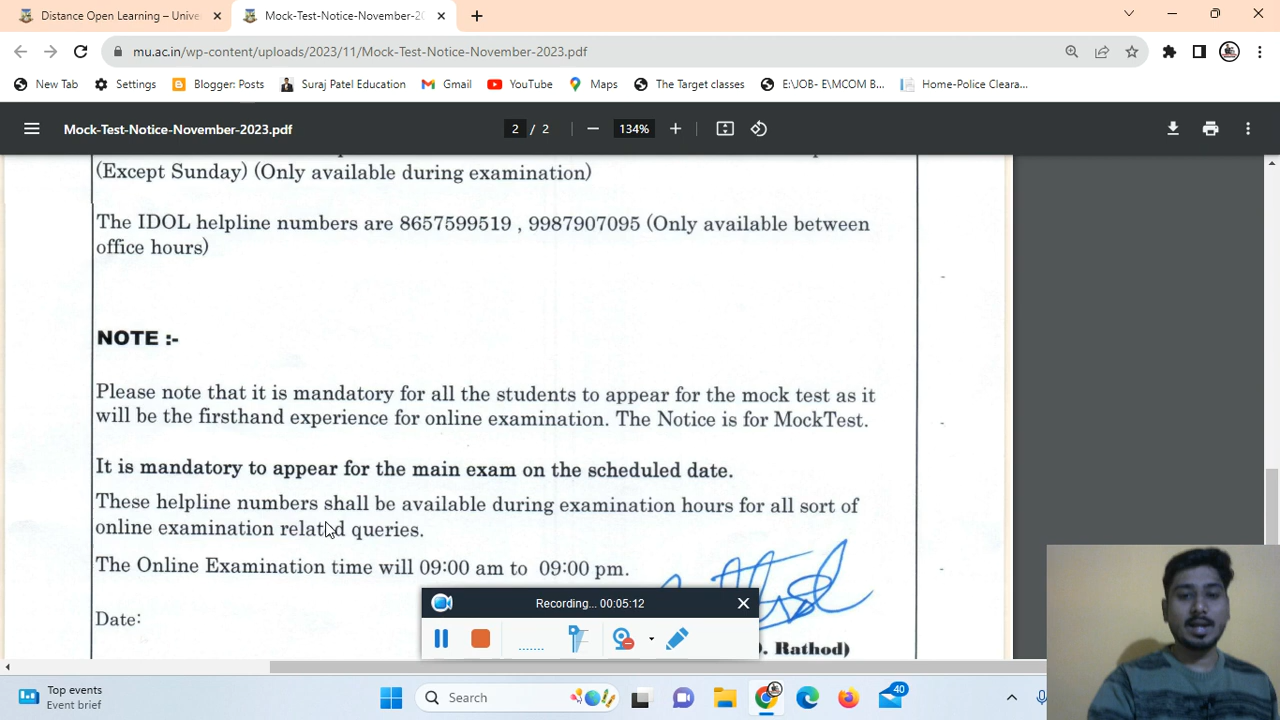 Distance Open Learning – Unive
Mock-Test-Notice-November-20
mu.ac.in/wp-content/uploads/2023/11/Mock-Test-Notice-November-2023.pdf
New Tab
Settings
Blogger: Posts
Suraj Patel Education
Gmail
YouTube
Maps
The Target classes
E:\JOB- E\MCOM B...
Home-Police Cleara...
Mock-Test-Notice-November-2023.pdf
2 / 2
134%
(Except Sunday) (Only available during examination)
The IDOL helpline numbers are 8657599519 , 9987907095 (Only available between
office hours)
NOTE :-
Please note that it is mandatory for all the students to appear for the mock test as it
will be the firsthand experience for online examination. The Notice is for MockTest.
It is mandatory to appear for the main exam on the scheduled date.
These helpline numbers shall be available during examination hours for all sort of
online examination related queries.
The Online Examination time will 09:00 am to 09:00 pm.
Date:
Recording... 00:05:12
. Rathod)
Top events
Event brief
Search
40